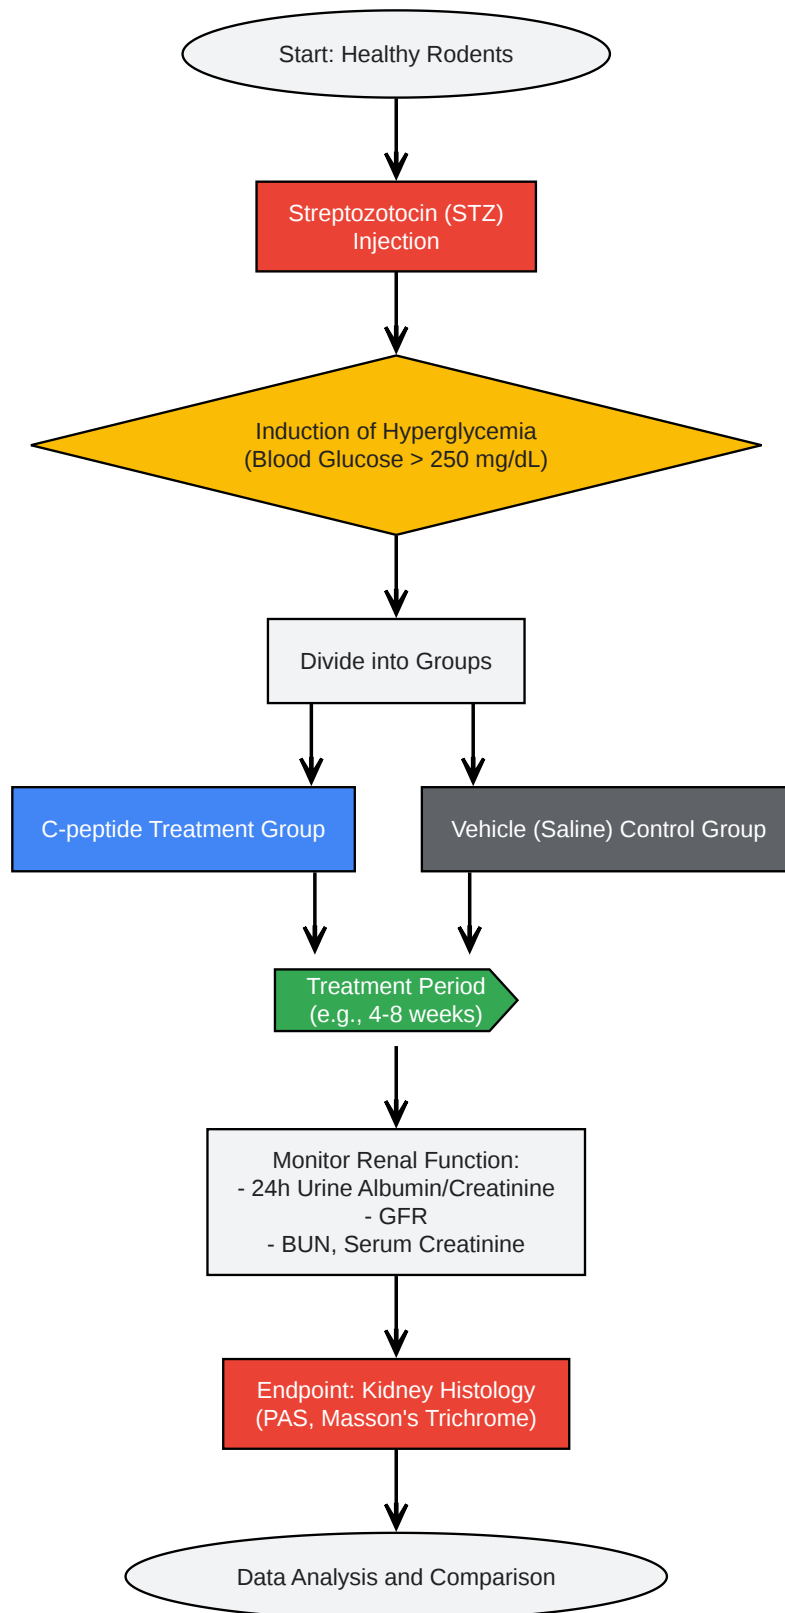 Start: Healthy Rodents
Streptozotocin (STZ)
Injection
Induction of Hyperglycemia
(Blood Glucose > 250 mg/dL)
Divide into Groups
C-peptide Treatment Group
Vehicle (Saline) Control Group
Treatment Period
(e.g., 4-8 weeks)
Monitor Renal Function:
- 24h Urine Albumin/Creatinine
- GFR
- BUN, Serum Creatinine
Endpoint: Kidney Histology
(PAS, Masson's Trichrome)
Data Analysis and Comparison